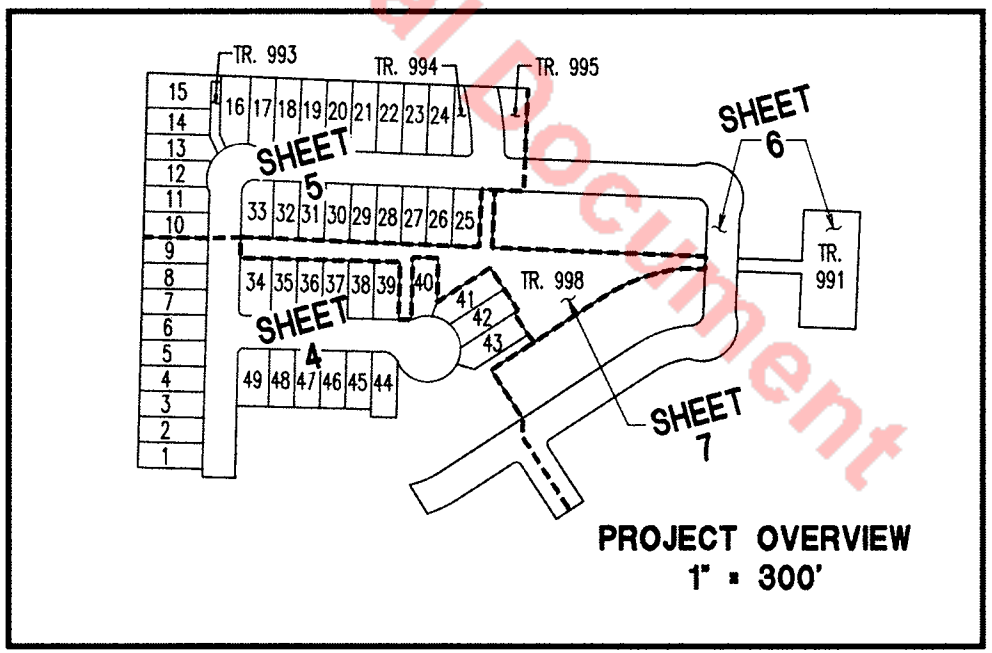 al Document
TR. 993
TR. 994
TR. 995
15
14
13
12
11
10
9
8
7
6
5
4
3
2
1
16 17 18 19 20 21 22 23 24
SHEET
5
SHEET
6
33 32 31 30 29 28 27 26 25
34 35 36 37 38 39 40
41
42
43
TR. 998
TR.
991
SHEET
4
49 48 47 46 45 44
SHEET
7
PROJECT OVERVIEW
1" = 300'